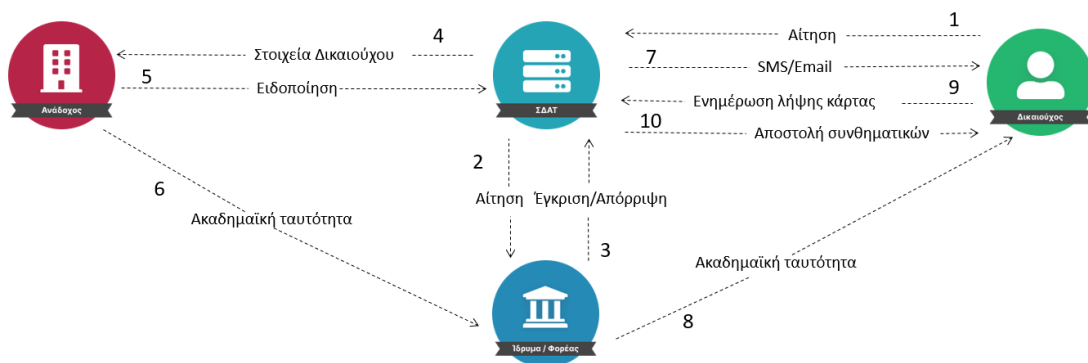 1
4
Αίτηση
Στοιχεία Δικαιούχου
7
5
SMS/Email
Ειδοποίηση
9
Ενημέρωση λήψης κάρτας
Ανάδοχος
ΣΔΑΤ
Δικαιούχος
10
Αποστολή συνθηματικών
2
6
Αίτηση
Έγκριση/Απόρριψη
Ακαδημαϊκή ταυτότητα
3
Ακαδημαϊκή ταυτότητα
8
Ίδρυμα / Φορέας